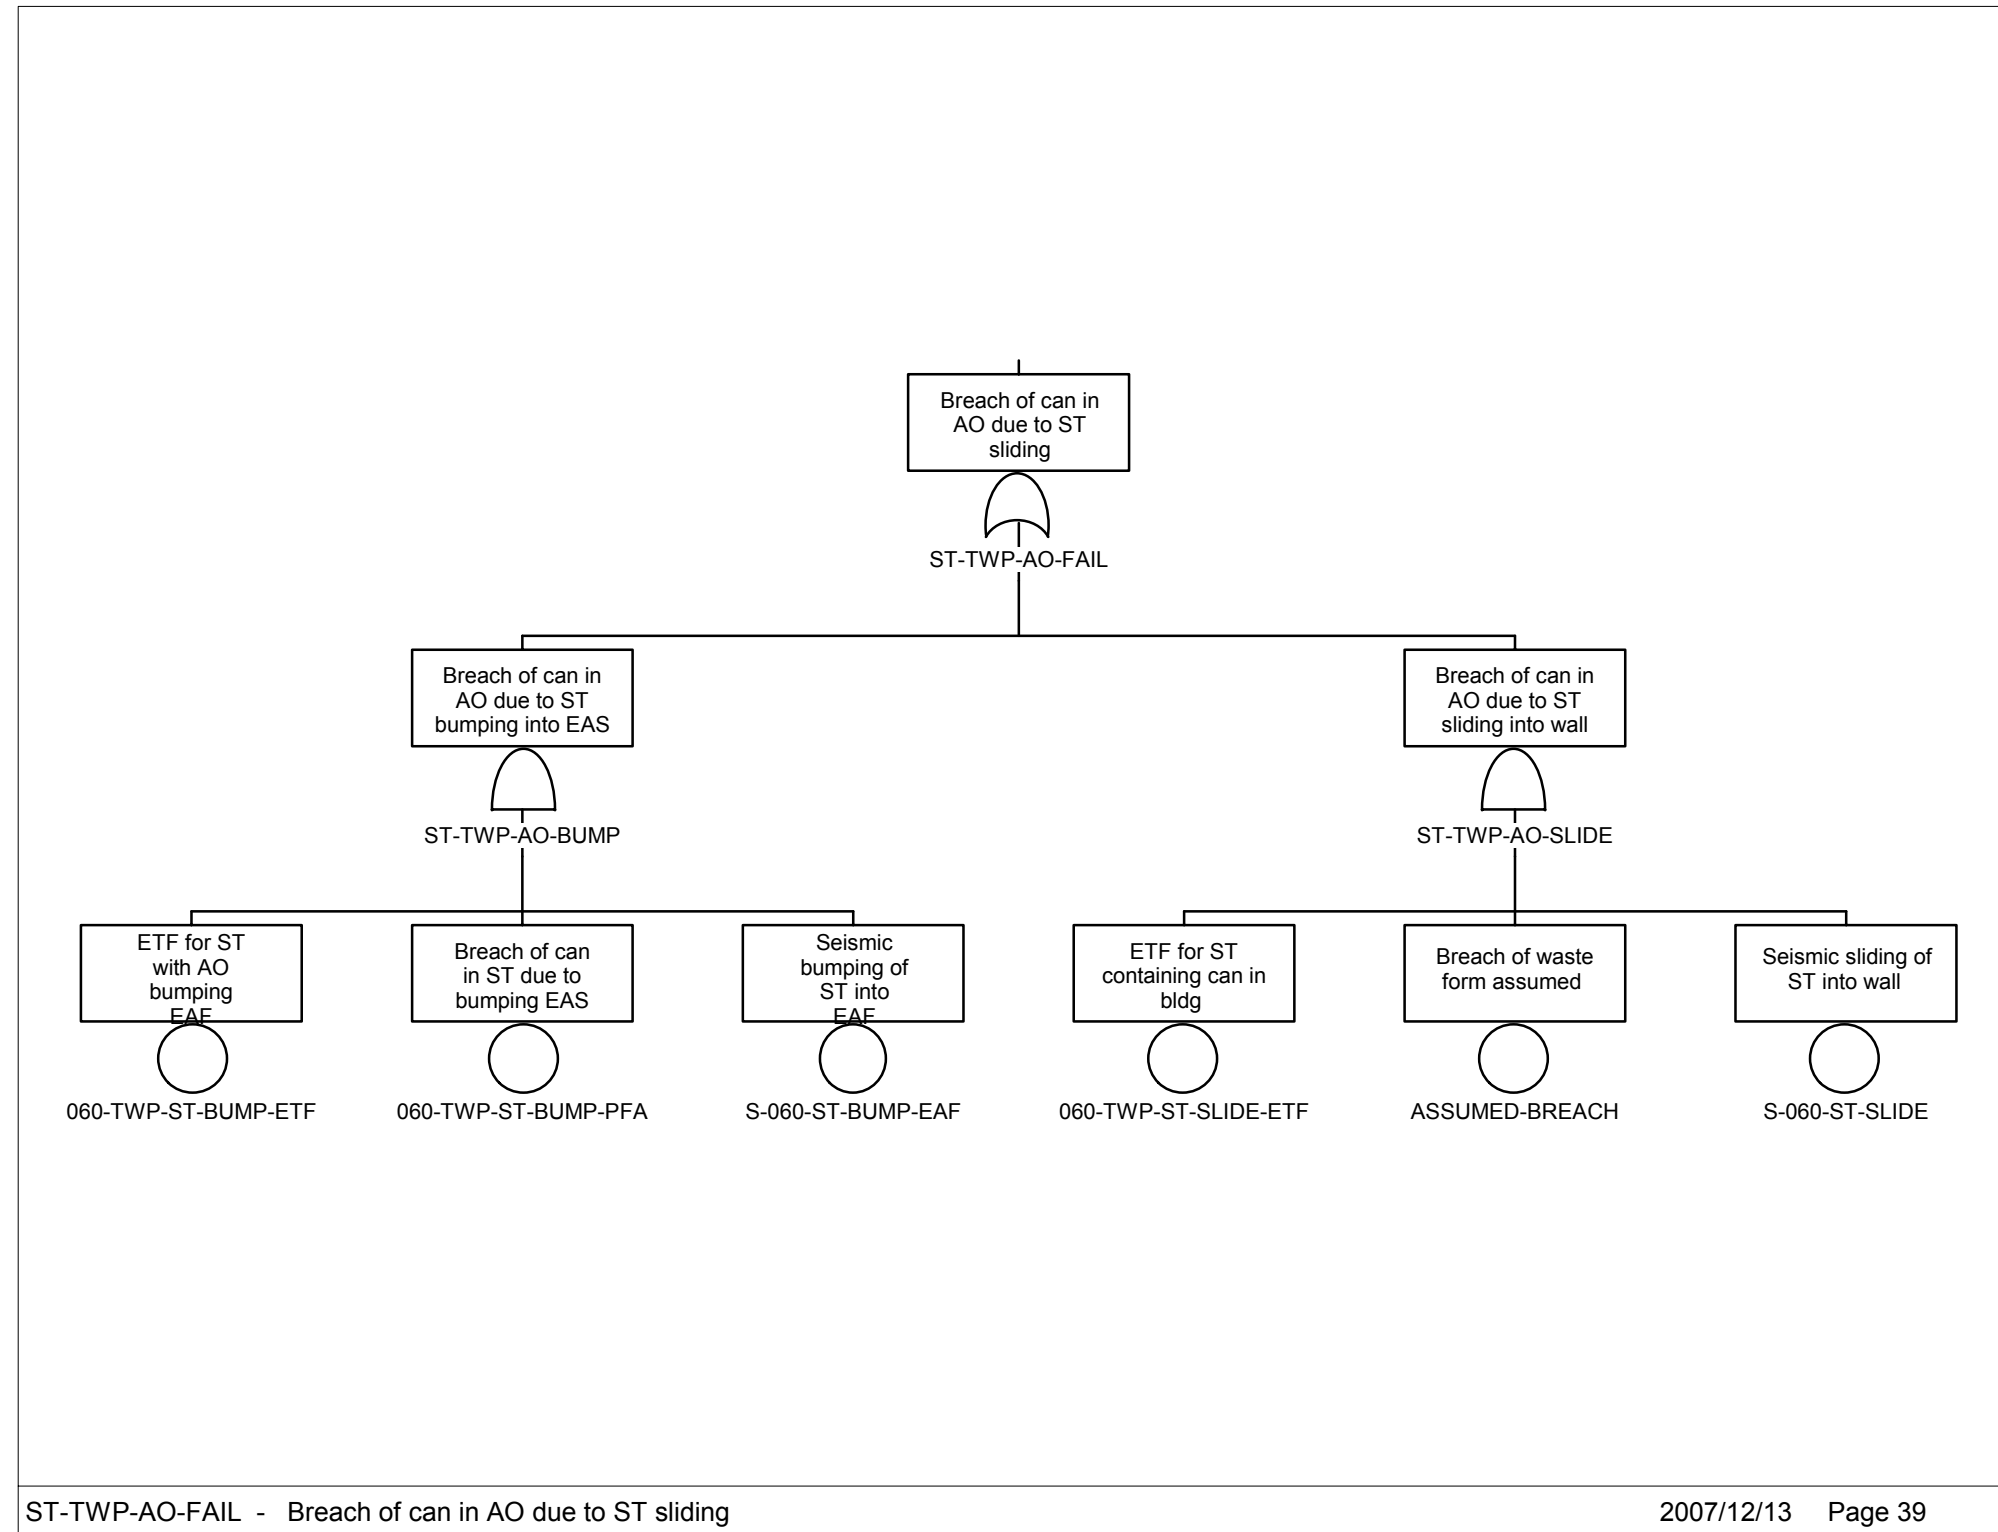 Breach of can in
AO due to ST
sliding
ST-TWP-AO-FAIL
Breach of can in
AO due to ST
bumping into EAS
ST-TWP-AO-BUMP
Breach of can in
AO due to ST
sliding into wall
ST-TWP-AO-SLIDE
ETF for ST
with AO
bumping
EAF
060-TWP-ST-BUMP-ETF
Breach of can
in ST due to
bumping EAS
060-TWP-ST-BUMP-PFA
Seismic
bumping of
ST into
EAF
S-060-ST-BUMP-EAF
ETF for ST
containing can in
bldg
060-TWP-ST-SLIDE-ETF
Breach of waste
form assumed
ASSUMED-BREACH
Seismic sliding of
ST into wall
S-060-ST-SLIDE
ST-TWP-AO-FAIL - Breach of can in AO due to ST sliding
2007/12/13 Page 39